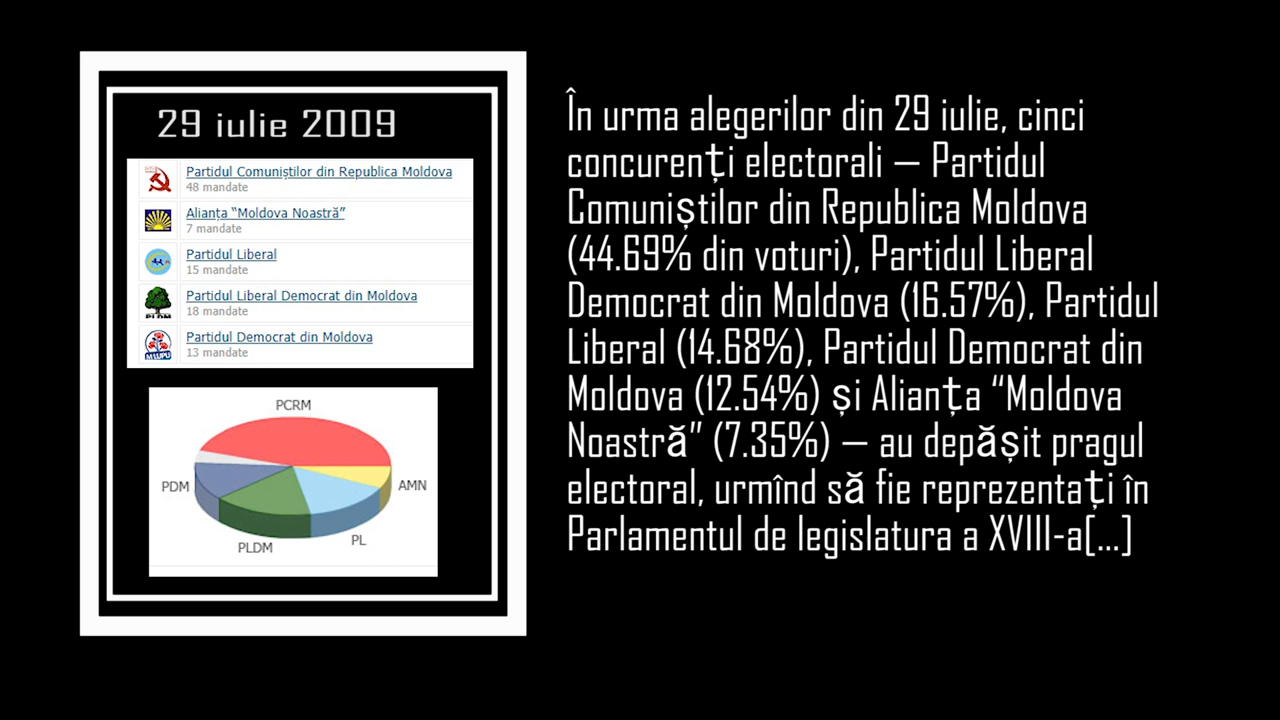 29 iulie 2009
Partidul Comuniștilor din Republica Moldova
48 mandate
Alianța “Moldova Noastră”
7 mandate
Partidul Liberal
15 mandate
PLDM
Partidul Liberal Democrat din Moldova
18 mandate
M.LUPU
Partidul Democrat din Moldova
13 mandate
PCRM
PDM
AMN
PLDM
PL
În urma alegerilor din 29 iulie, cinci
concurenți electorali – Partidul
Comuniștilor din Republica Moldova
(44.69% din voturi), Partidul Liberal
Democrat din Moldova (16.57%), Partidul
Liberal (14.68%), Partidul Democrat din
Moldova (12.54%) și Alianța “Moldova
Noastră” (7.35%) – au depășit pragul
electoral, urmînd să fie reprezentați în
Parlamentul de legislatura a XVIII-a[...]